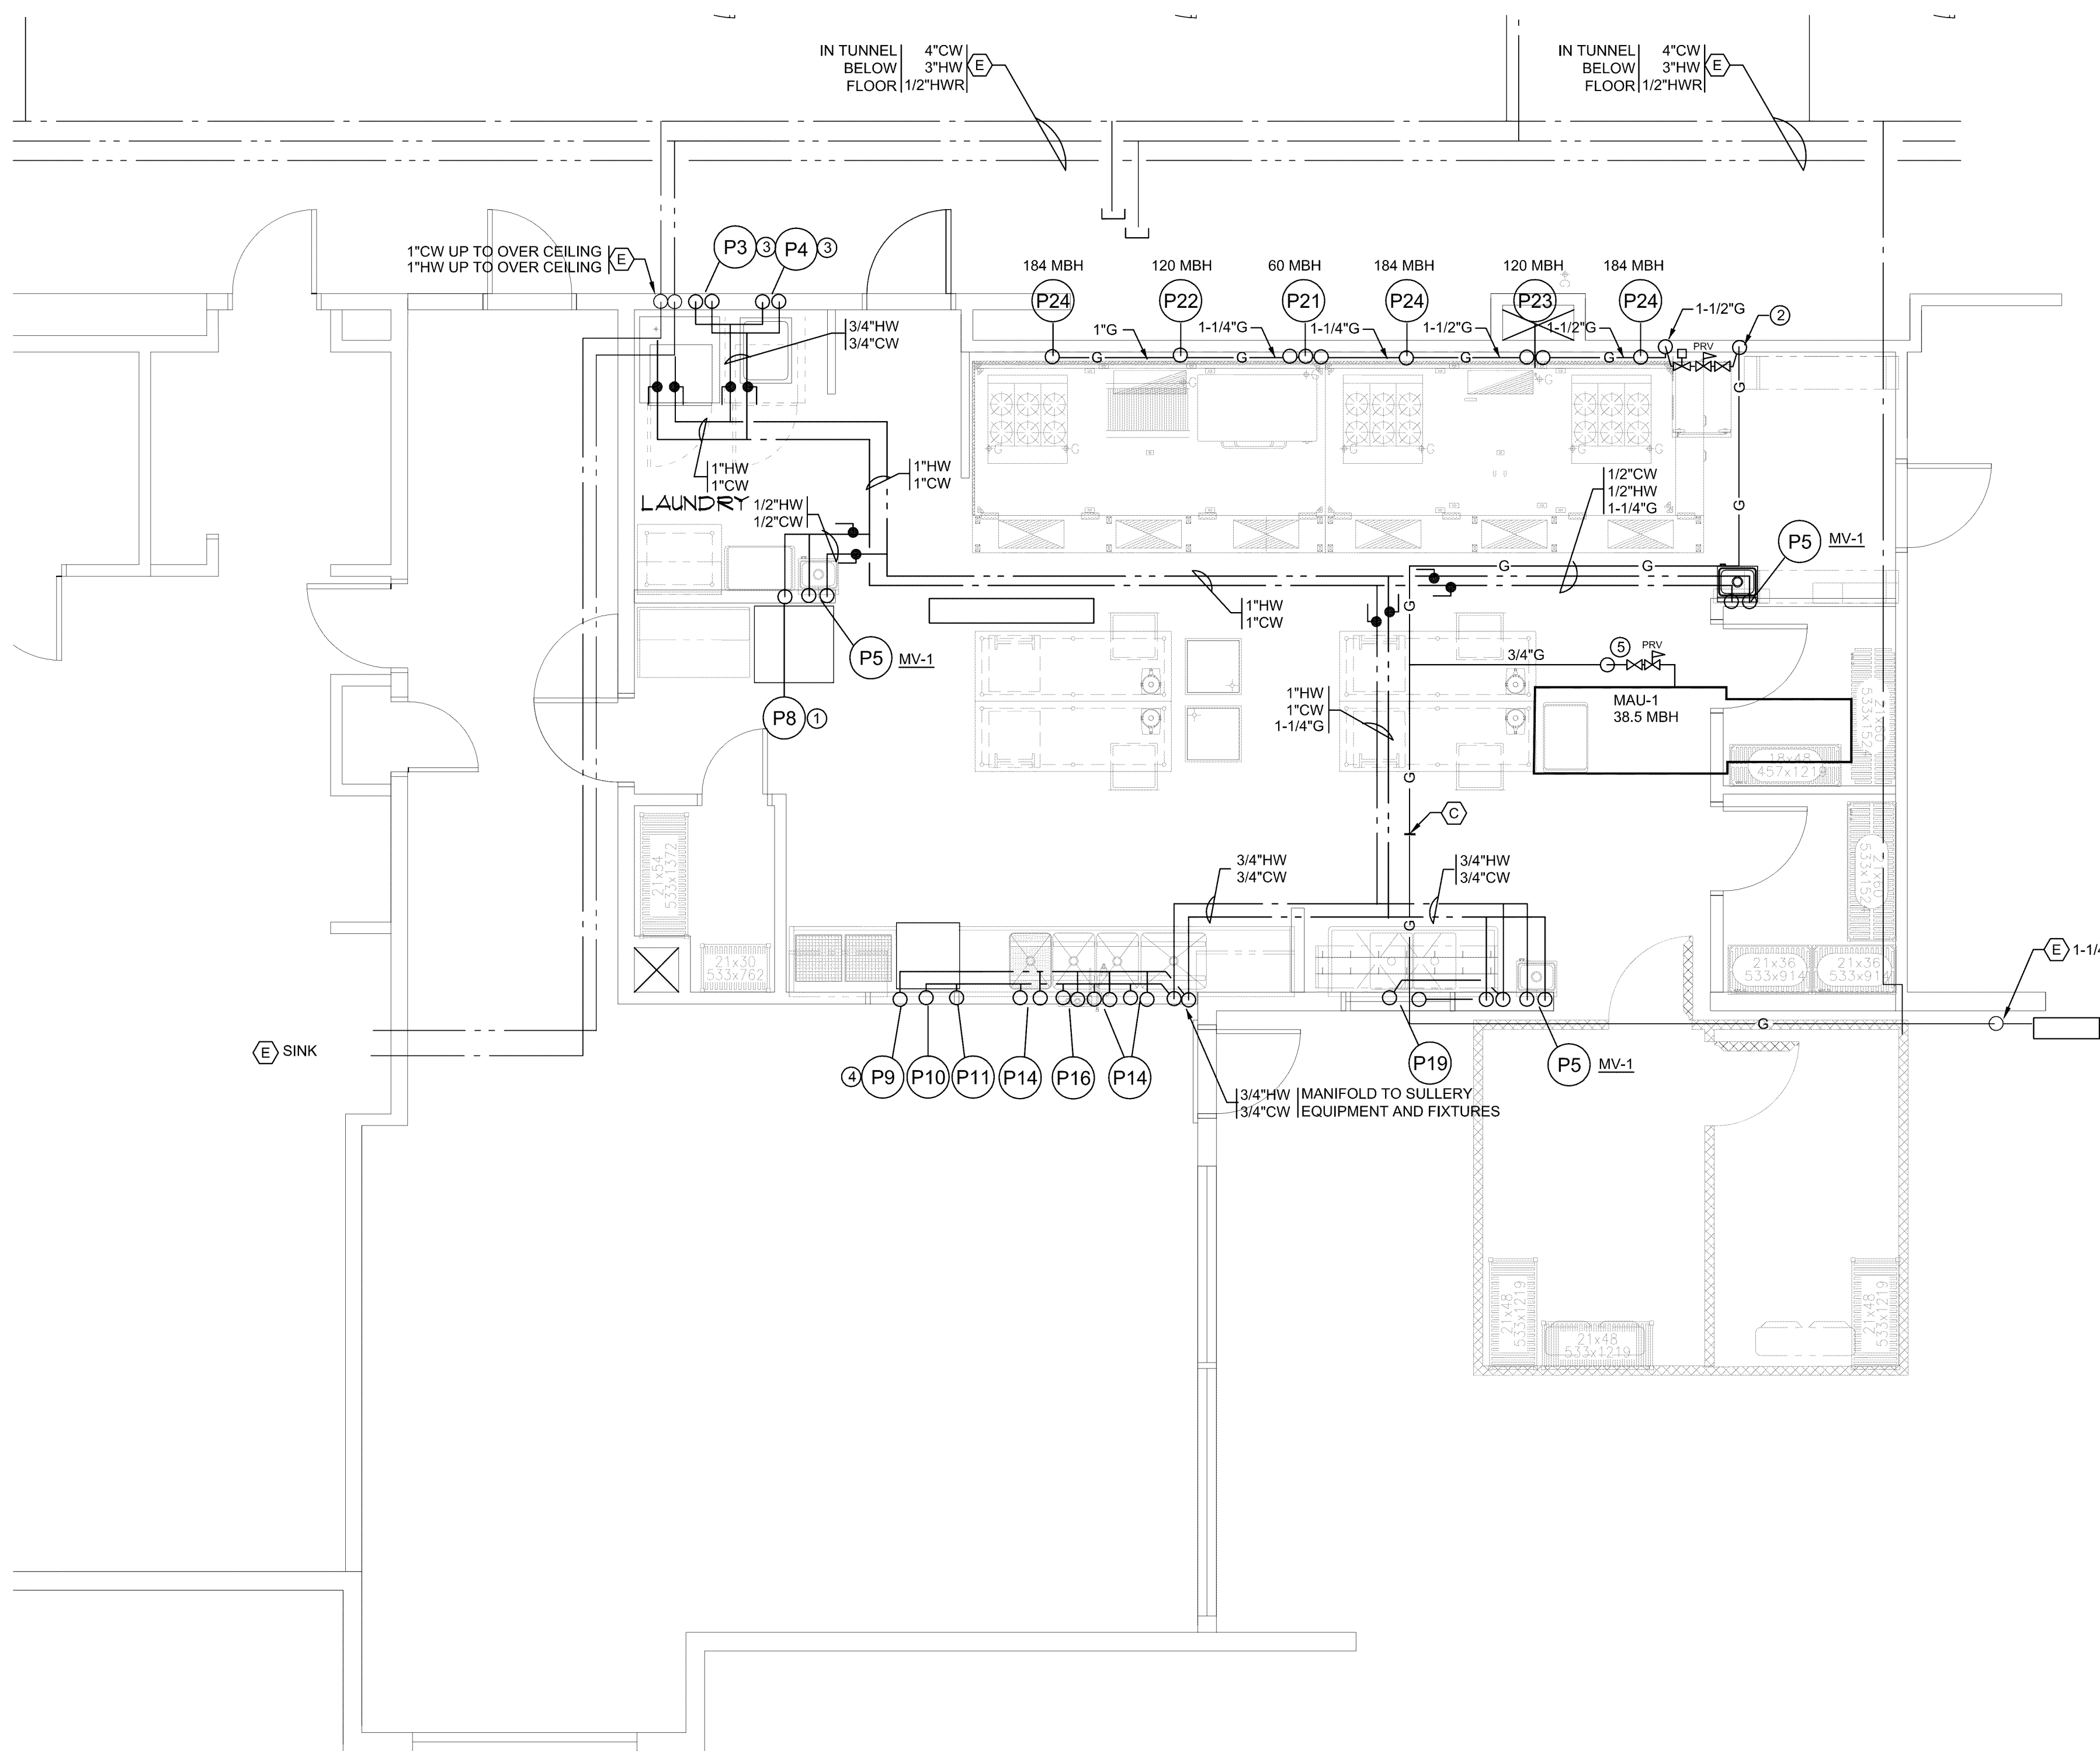 IN TUNNEL 4"CW
BELOW 3"HW E
FLOOR 1/2"HWR
IN TUNNEL 4"CW
BELOW 3"HW E
FLOOR 1/2"HWR
1"CW UP TO OVER CEILING
1"HW UP TO OVER CEILING
E
P3 3 P4 3
184 MBH 120 MBH 60 MBH 184 MBH 120 MBH 184 MBH
P24 P22 P21 P24 P23 P24
1-1/2"G 2
1"G 1-1/4"G 1-1/4"G 1-1/2"G 1-1/2"G
PRV
G G G G G
G
G
3/4"HW
3/4"CW
G G G G
G G G G
1"HW
1"CW
1"HW
1"CW
1/2"CW
1/2"HW
1-1/4"G
LAUNDRY
1/2"HW
1/2"CW
P5 MV-1
G G
G
1"HW
1"CW
P5 MV-1
3/4"G 5 PRV
P8 1
1"HW
1"CW
1-1/4"G
MAU-1
38.5 MBH
21x60
533x1524
18x48
457x1219
G
C
21x54
533x1372
21x60
533x1524
3/4"HW
3/4"CW
3/4"HW
3/4"CW
G
21x30
533x762
21x36
533x914
21x36
533x914
E 1-1/4
G
E SINK
4 P9 P10 P11 P14 P16 P14
P19 P5 MV-1
3/4"HW MANIFOLD TO SULLERY
3/4"CW EQUIPMENT AND FIXTURES
21x48
533x1219
21x48
533x1219
21x48
533x1219